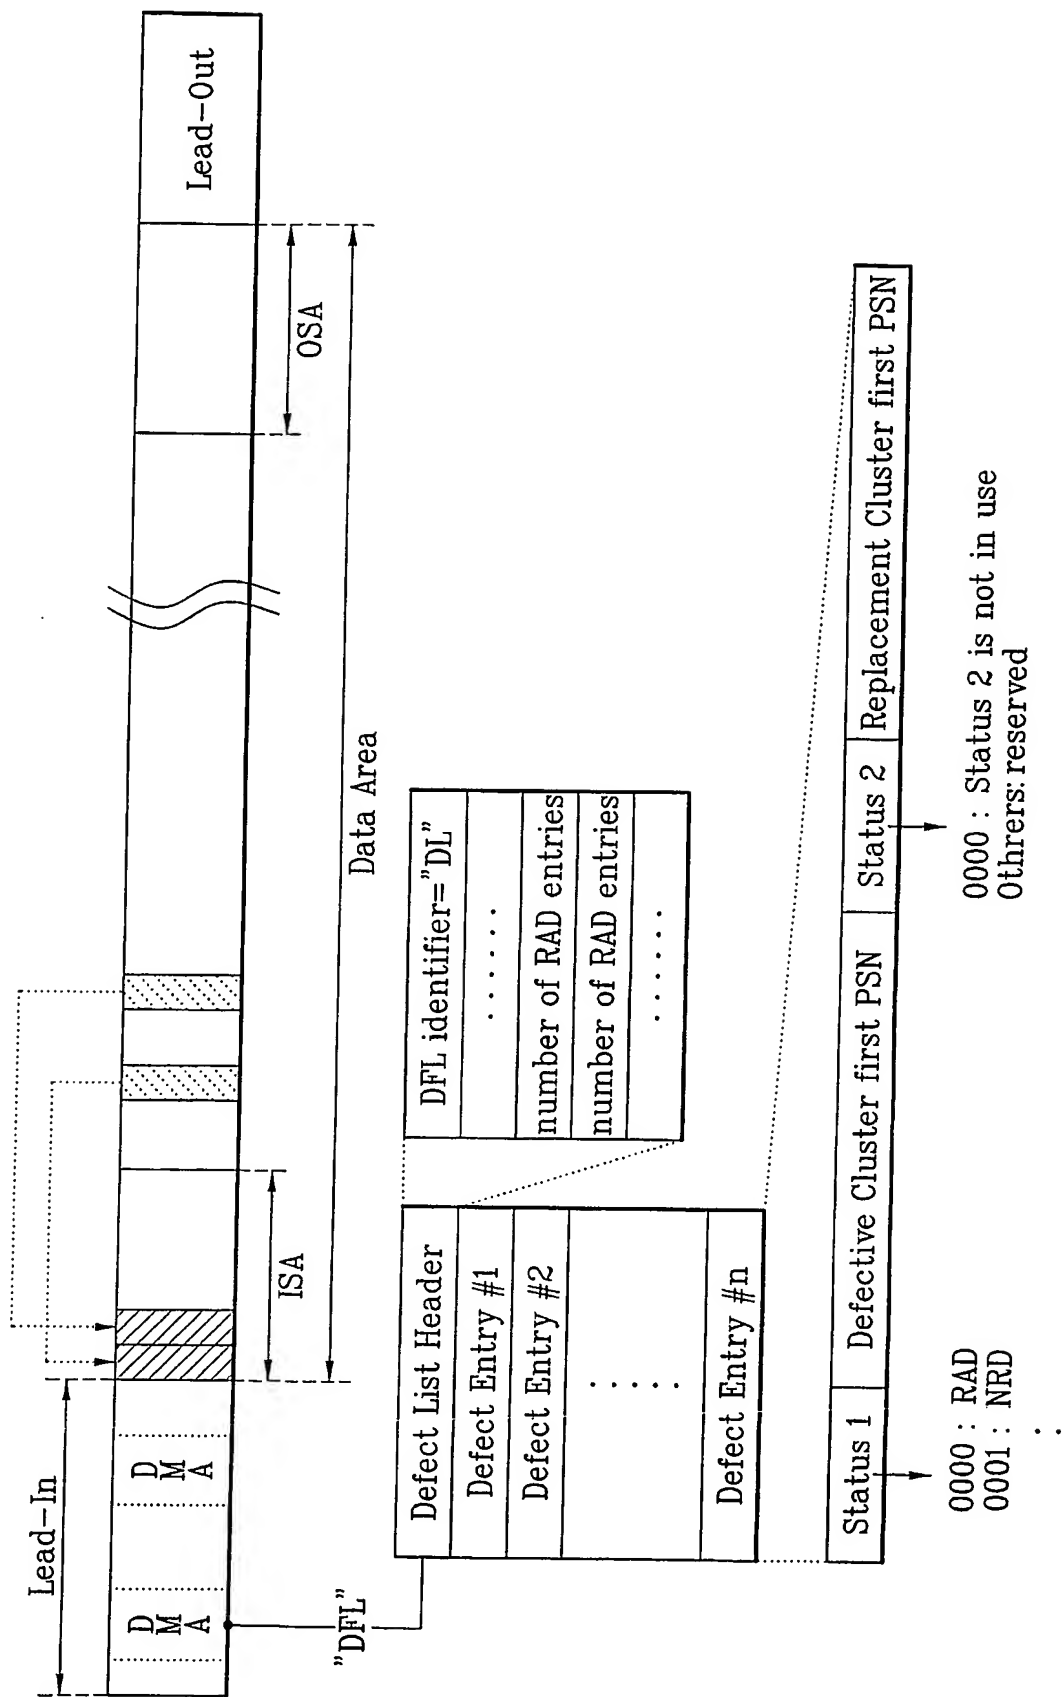 Lead-In
D
M
A
D
M
A
Lead-Out
ISA
OSA
Data Area
"DFL"
Defect List Header
Defect Entry #1
Defect Entry #2
. . . . .
Defect Entry #n
DFL identifier="DL"
. . . . . .
number of RAD entries
number of RAD entries
. . . . . .
Status 1
Defective Cluster first PSN
Status 2
Replacement Cluster first PSN
0000 : RAD
0001 : NRD
:
0000 : Status 2 is not in use
Othrers:reserved